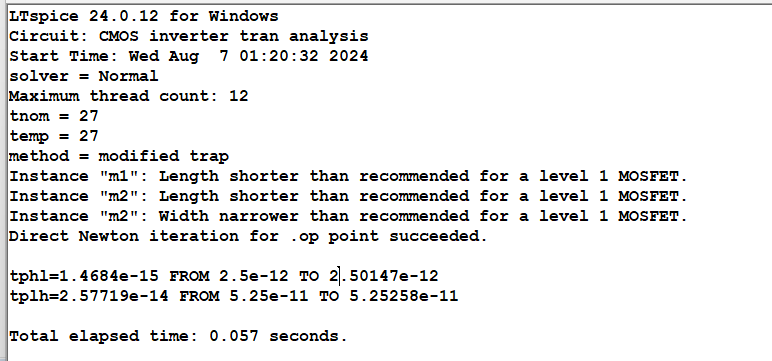 LTspice 24.0.12 for Windows
Circuit: CMOS inverter tran analysis
Start Time: Wed Aug  7 01:20:32 2024
solver = Normal
Maximum thread count: 12
tnom = 27
temp = 27
method = modified trap
Instance "m1": Length shorter than recommended for a level 1 MOSFET.
Instance "m2": Length shorter than recommended for a level 1 MOSFET.
Instance "m2": Width narrower than recommended for a level 1 MOSFET.
Direct Newton iteration for .op point succeeded.
tphl=1.4684e-15 FROM 2.5e-12 TO 2.50147e-12
tplh=2.57719e-14 FROM 5.25e-11 TO 5.25258e-11
Total elapsed time: 0.057 seconds.